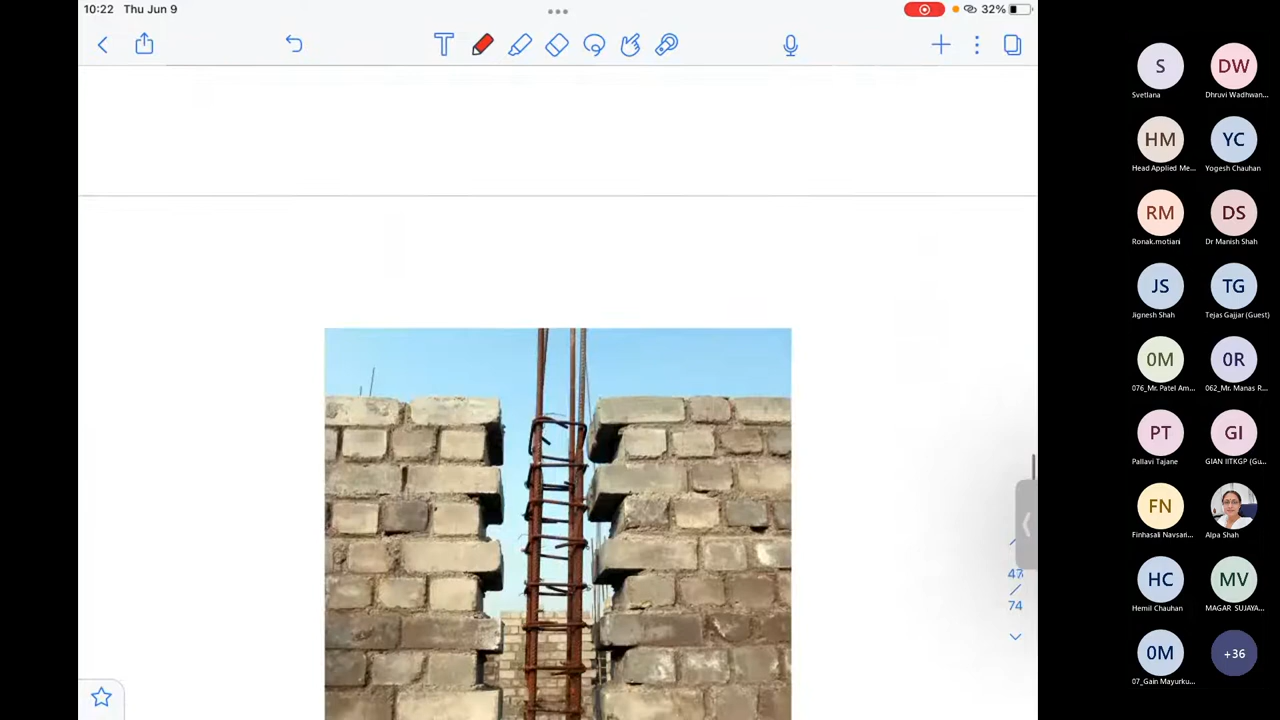 10:22 Thu Jun 9
32%
T
47
74
S
DW
Svetlana
Dhruvi Wadhwan...
HM
YC
Head Applied Me...
Yogesh Chauhan
RM
DS
Ronak.motiani
Dr Manish Shah
JS
TG
Jignesh Shah
Tejas Gajjar (Guest)
0M
0R
076_Mr. Patel Am...
062_Mr. Manas R...
PT
GI
Pallavi Tajane
GIAN IITKGP (Gu...
FN
Finhasali Navsari...
Alpa Shah
HC
MV
Hemil Chauhan
MAGAR SUJAYA...
0M
+36
07_Gain Mayurku...